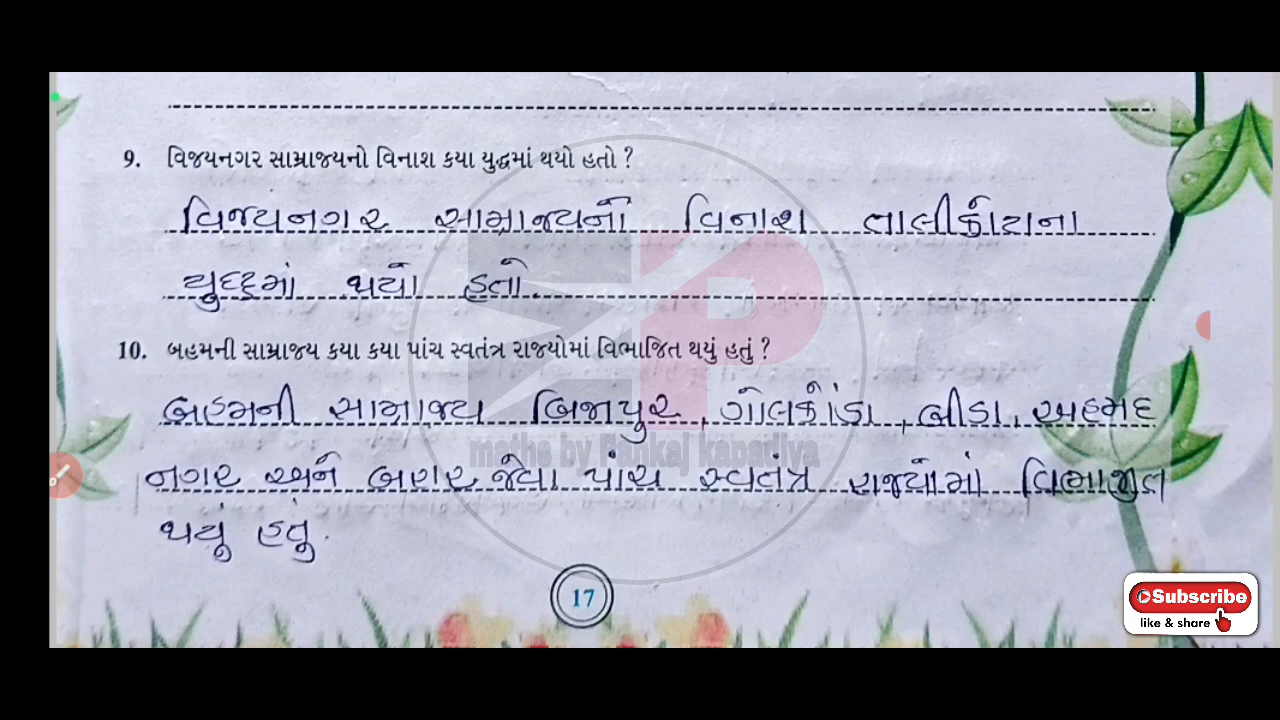 9. વિજયનગર સામ્રાજ્યનો વિનાશ કયા યુદ્ધમાં થયો હતો ?
વિજયનગર સામ્રાજ્યનો વિનાશ તાલીકોટાના
યુદ્ધમાં થયો હતો.
10. બહમની સામ્રાજ્ય કયા કયા પાંચ સ્વતંત્ર રાજ્યોમાં વિભાજિત થયું હતું ?
બહમની સામ્રાજ્ય બિજાપુર, ગોલકોંડા, બીડા, અહમદ
maths by Pankaj kabadiya
નગર અને બરાર જેવા પાંચ સ્વતંત્ર રાજ્યોમાં વિભાજીત
થયું હતું.
17
Subscribe
like & share